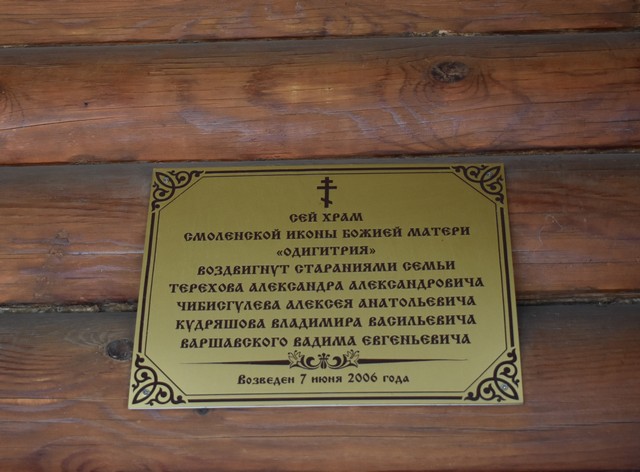 СЕЙ ХРАМ
СМОЛЕНСКОЙ ИКОНЫ БОЖИЕЙ МАТЕРИ
«ОДИГИТРИЯ»
ВОЗДВИГНУТ СТАРАНИЯМИ СЕМЬИ
ТЕРЕХОВА АЛЕКСАНДРА АЛЕКСАНДРОВИЧА
ЧИБИСГУЛЕВА АЛЕКСЕЯ АНАТОЛЬЕВИЧА
КУДРЯШОВА ВЛАДИМИРА ВАСИЛЬЕВИЧА
ВАРШАВСКОГО ВАДИМА ЕВГЕНЬЕВИЧА
Возведен 7 июня 2006 года